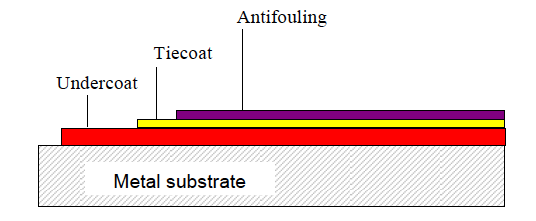 Antifouling
Tiecoat
Undercoat
Metal substrate